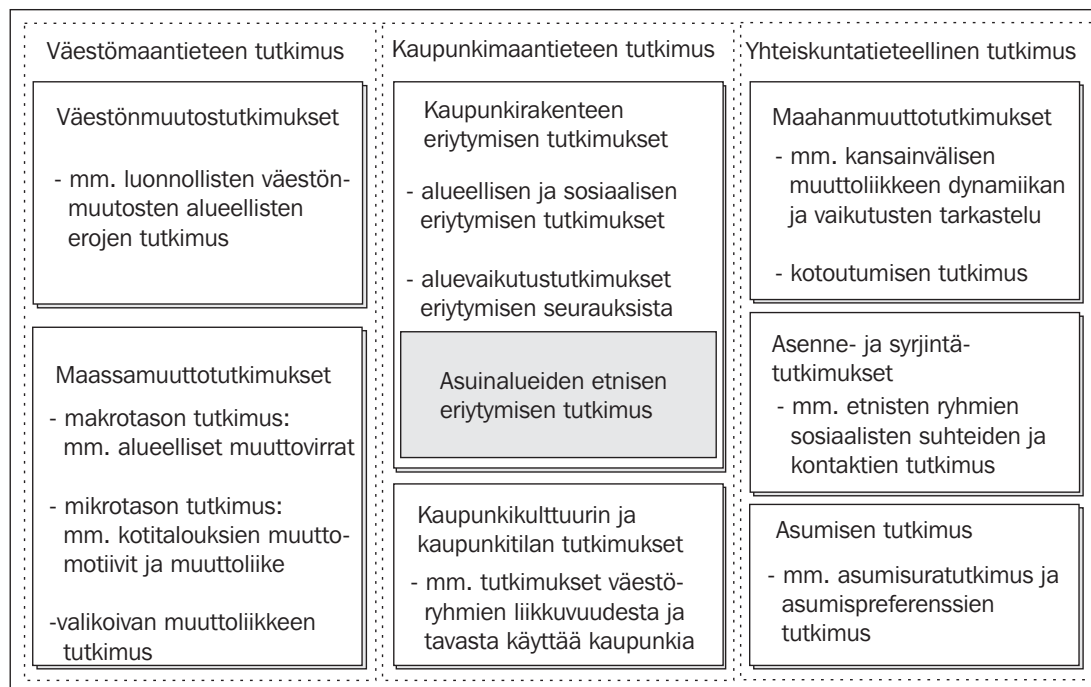 Väestömaantieteen tutkimus
Väestönmuutostutkimukset
- mm. luonnollisten väestön-
muutosten alueellisten
erojen tutkimus
Maassamuuttotutkimukset
- makrotason tutkimus:
mm. alueelliset muuttovirrat
- mikrotason tutkimus:
mm. kotitalouksien muutto-
motiivit ja muuttoliike
-valikoivan muuttoliikkeen
tutkimus
Kaupunkimaantieteen tutkimus
Kaupunkirakenteen
eriytymisen tutkimukset
- alueellisen ja sosiaalisen
eriytymisen tutkimukset
- aluevaikutustutkimukset
eriytymisen seurauksista
Asuinalueiden etnisen
eriytymisen tutkimus
Kaupunkikulttuurin ja
kaupunkitilan tutkimukset
- mm. tutkimukset väestö-
ryhmien liikkuvuudesta ja
tavasta käyttää kaupunkia
Yhteiskuntatieteellinen tutkimus
Maahanmuuttotutkimukset
- mm. kansainvälisen
muuttoliikkeen dynamiikan
ja vaikutusten tarkastelu
- kotoutumisen tutkimus
Asenne- ja syrjintä-
tutkimukset
- mm. etnisten ryhmien
sosiaalisten suhteiden ja
kontaktien tutkimus
Asumisen tutkimus
- mm. asumisuratutkimus ja
asumispreferenssien
tutkimus